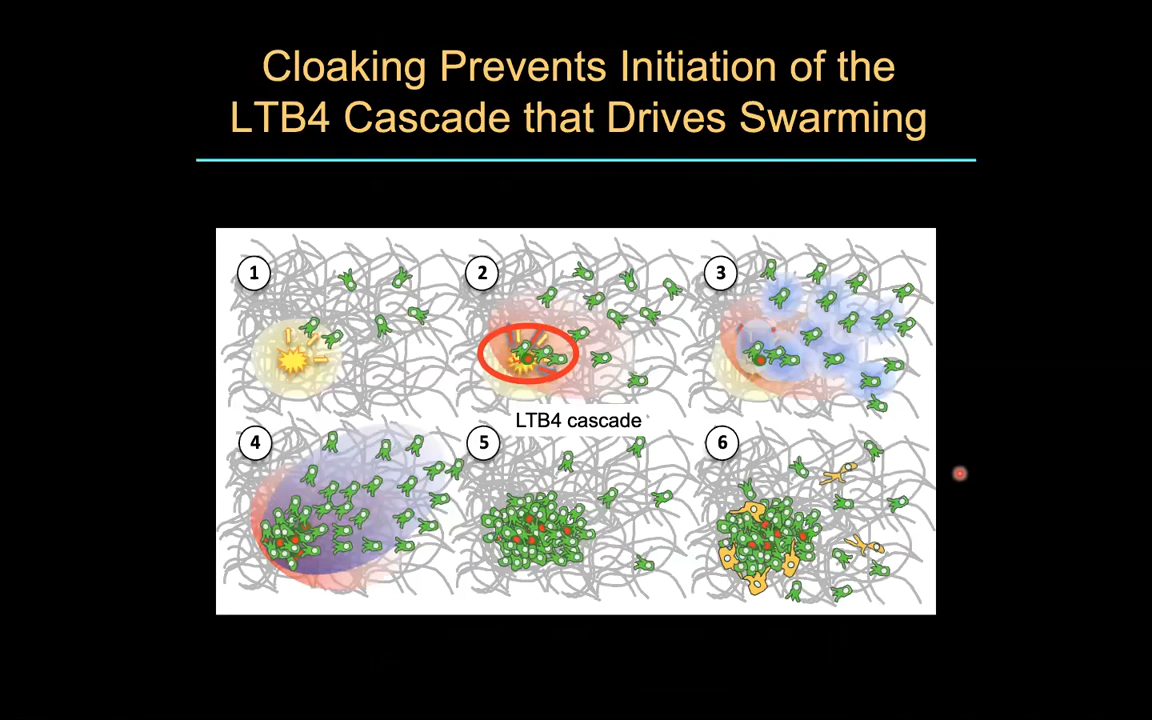 Cloaking Prevents Initiation of the
LTB4 Cascade that Drives Swarming
1
2
3
LTB4 cascade
4
5
6